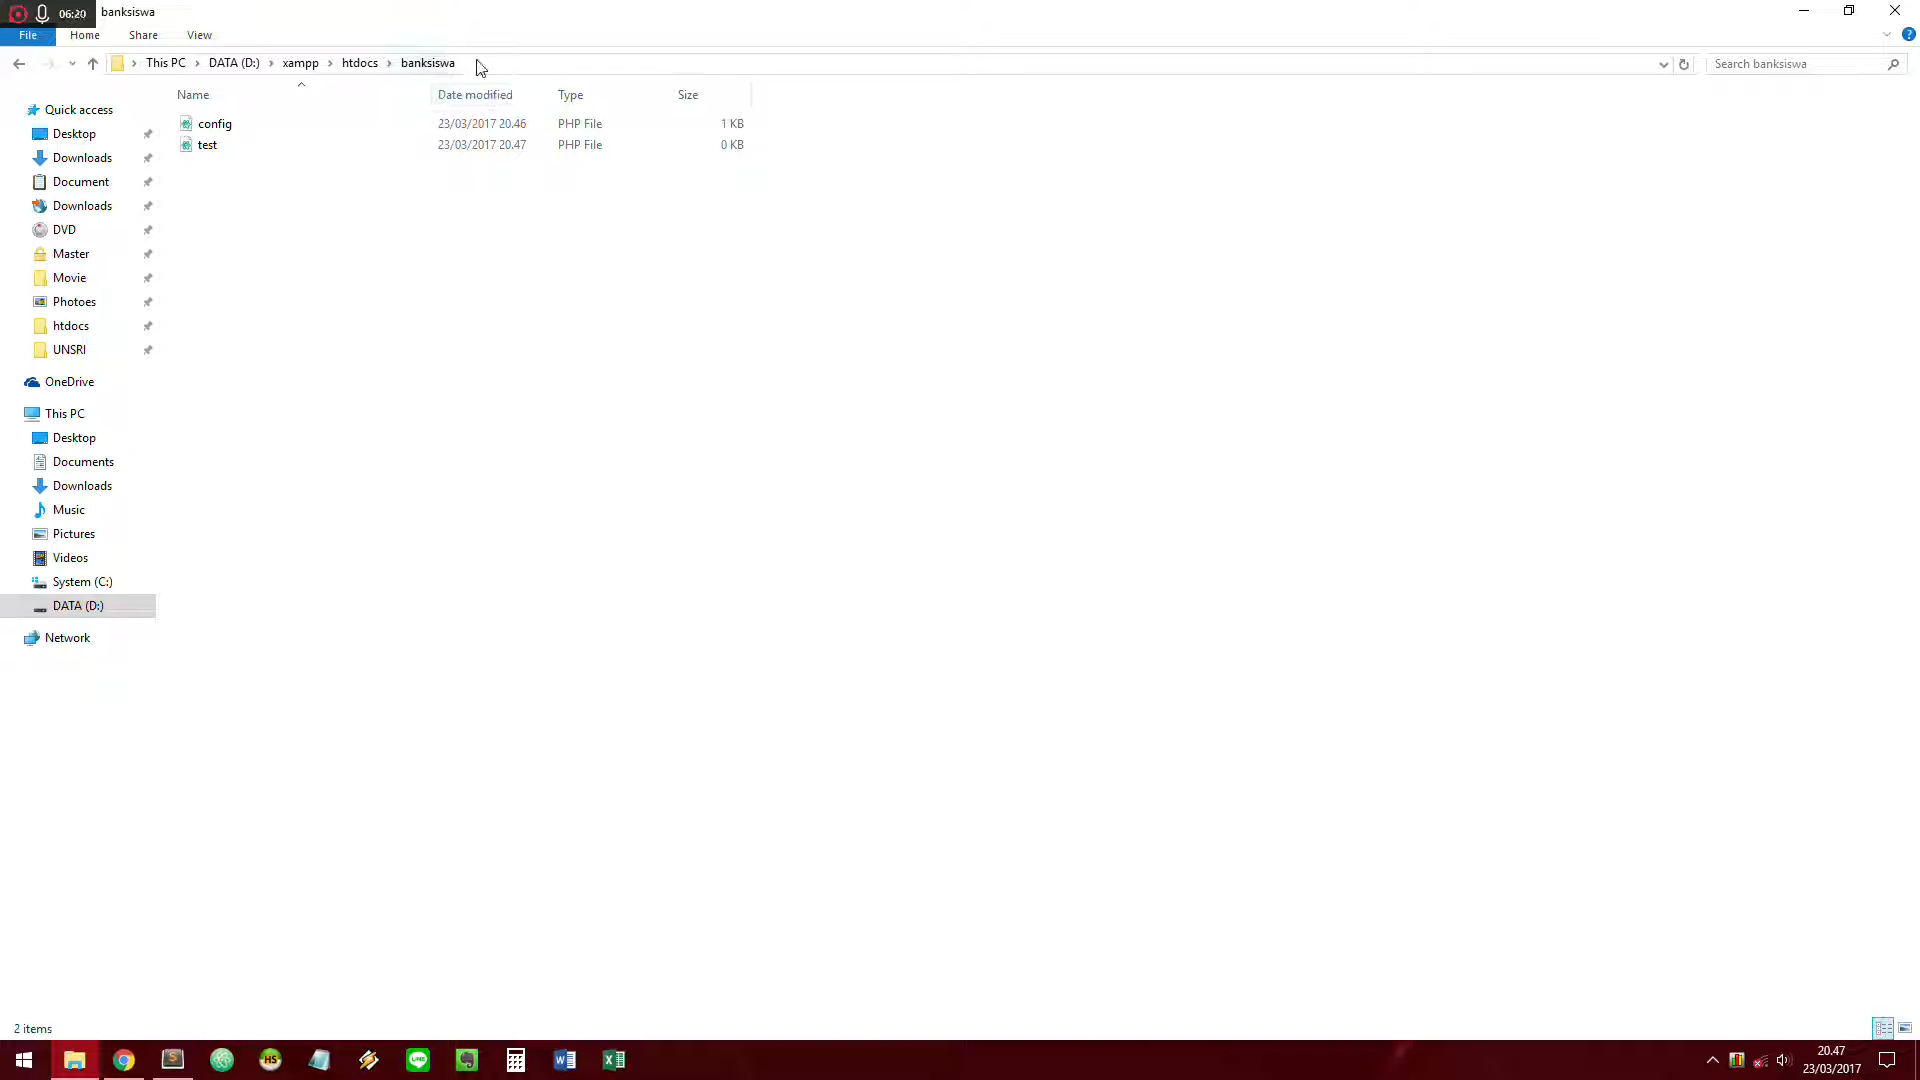 06:20 banksiswa
File Home Share View
This PC DATA (D:) xampp htdocs banksiswa Search banksiswa
Name Date modified Type Size
config 23/03/2017 20.46 PHP File 1 KB
test 23/03/2017 20.47 PHP File 0 KB
Quick access
Desktop
Downloads
Document
Downloads
DVD
Master
Movie
Photoes
htdocs
UNSRI
OneDrive
This PC
Desktop
Documents
Downloads
Music
Pictures
Videos
System (C:)
DATA (D:)
Network
2 items
HS
LINE
20.47
23/03/2017